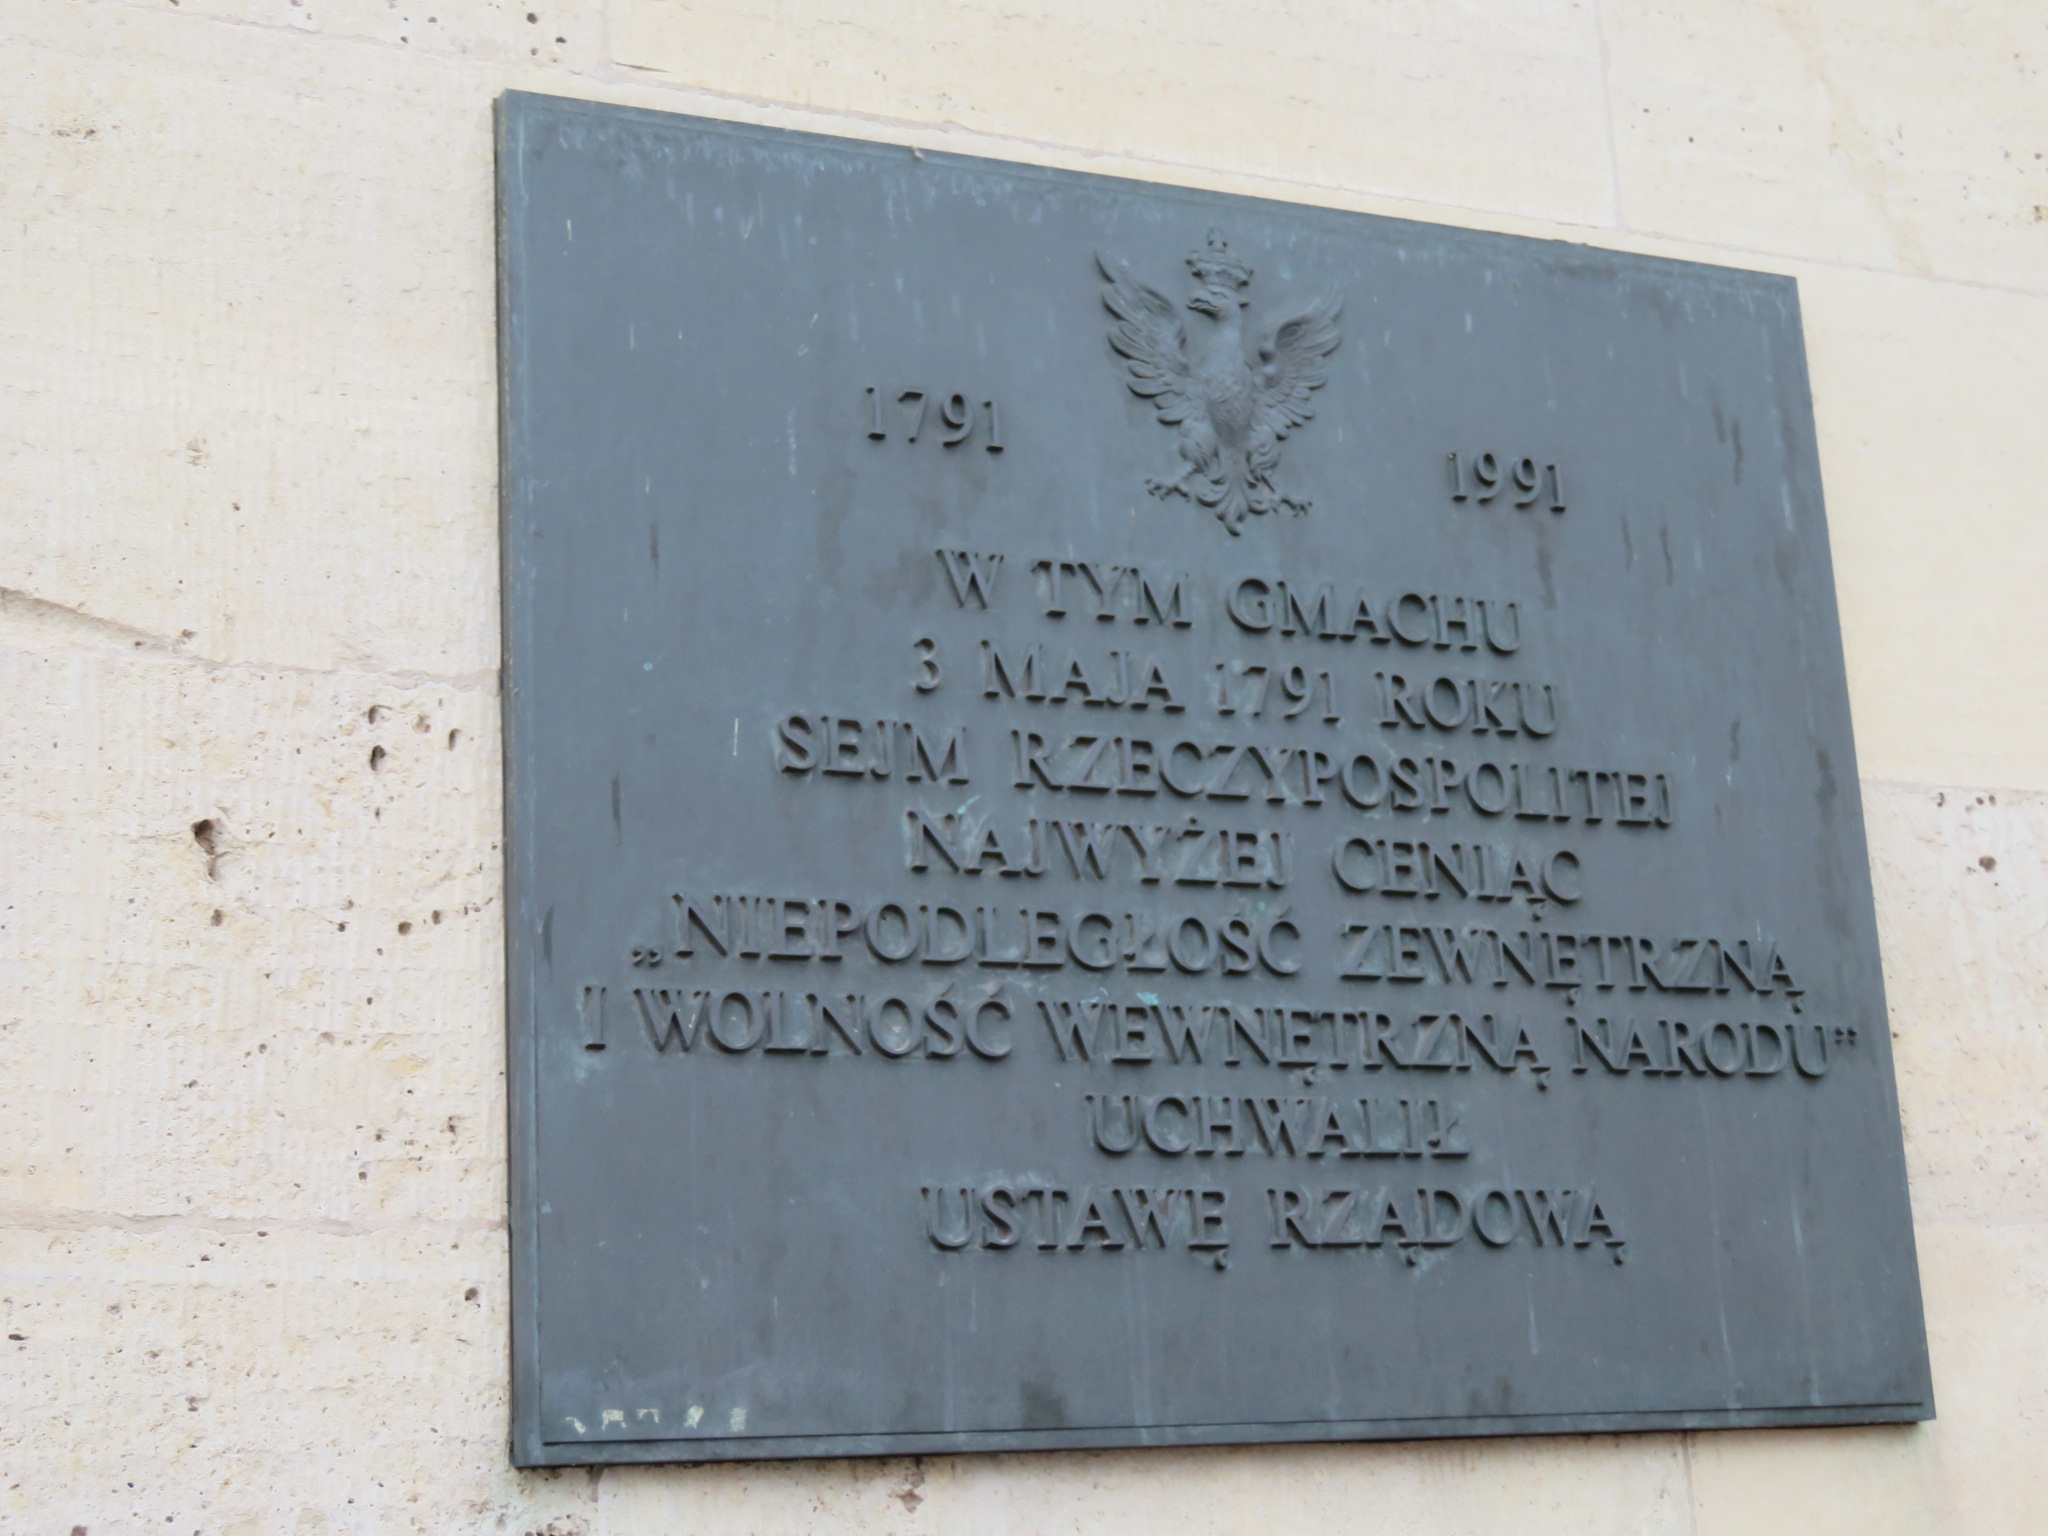 1791 1991
W TYM GMACHU
3 MAJA 1791 ROKU
SEJM RZECZYPOSPOLITEJ
NAJWYŻEJ CENIĄC
„NIEPODLEGŁOŚĆ ZEWNĘTRZNĄ
I WOLNOŚĆ WEWNĘTRZNĄ NARODU“
UCHWALIŁ
USTAWĘ RZĄDOWĄ